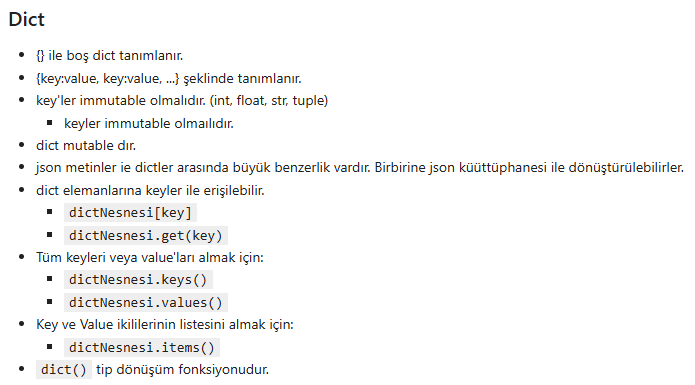 Dict
{} ile boş dict tanımlanır.
{key:value, key:value, ...} şeklinde tanımlanır.
key'ler immutable olmalıdır. (int, float, str, tuple)
keyler immutable olmaılıdır.
dict mutable dır.
json metinler ie dictler arasında büyük benzerlik vardır. Birbirine json küüttüphanesi ile dönüştürülebilirler.
dict elemanlarına keyler ile erişilebilir.
dictNesnesi[key]
dictNesnesi.get(key)
Tüm keyleri veya value'ları almak için:
dictNesnesi.keys()
dictNesnesi.values()
Key ve Value ikililerinin listesini almak için:
dictNesnesi.items()
dict() tip dönüşüm fonksiyonudur.